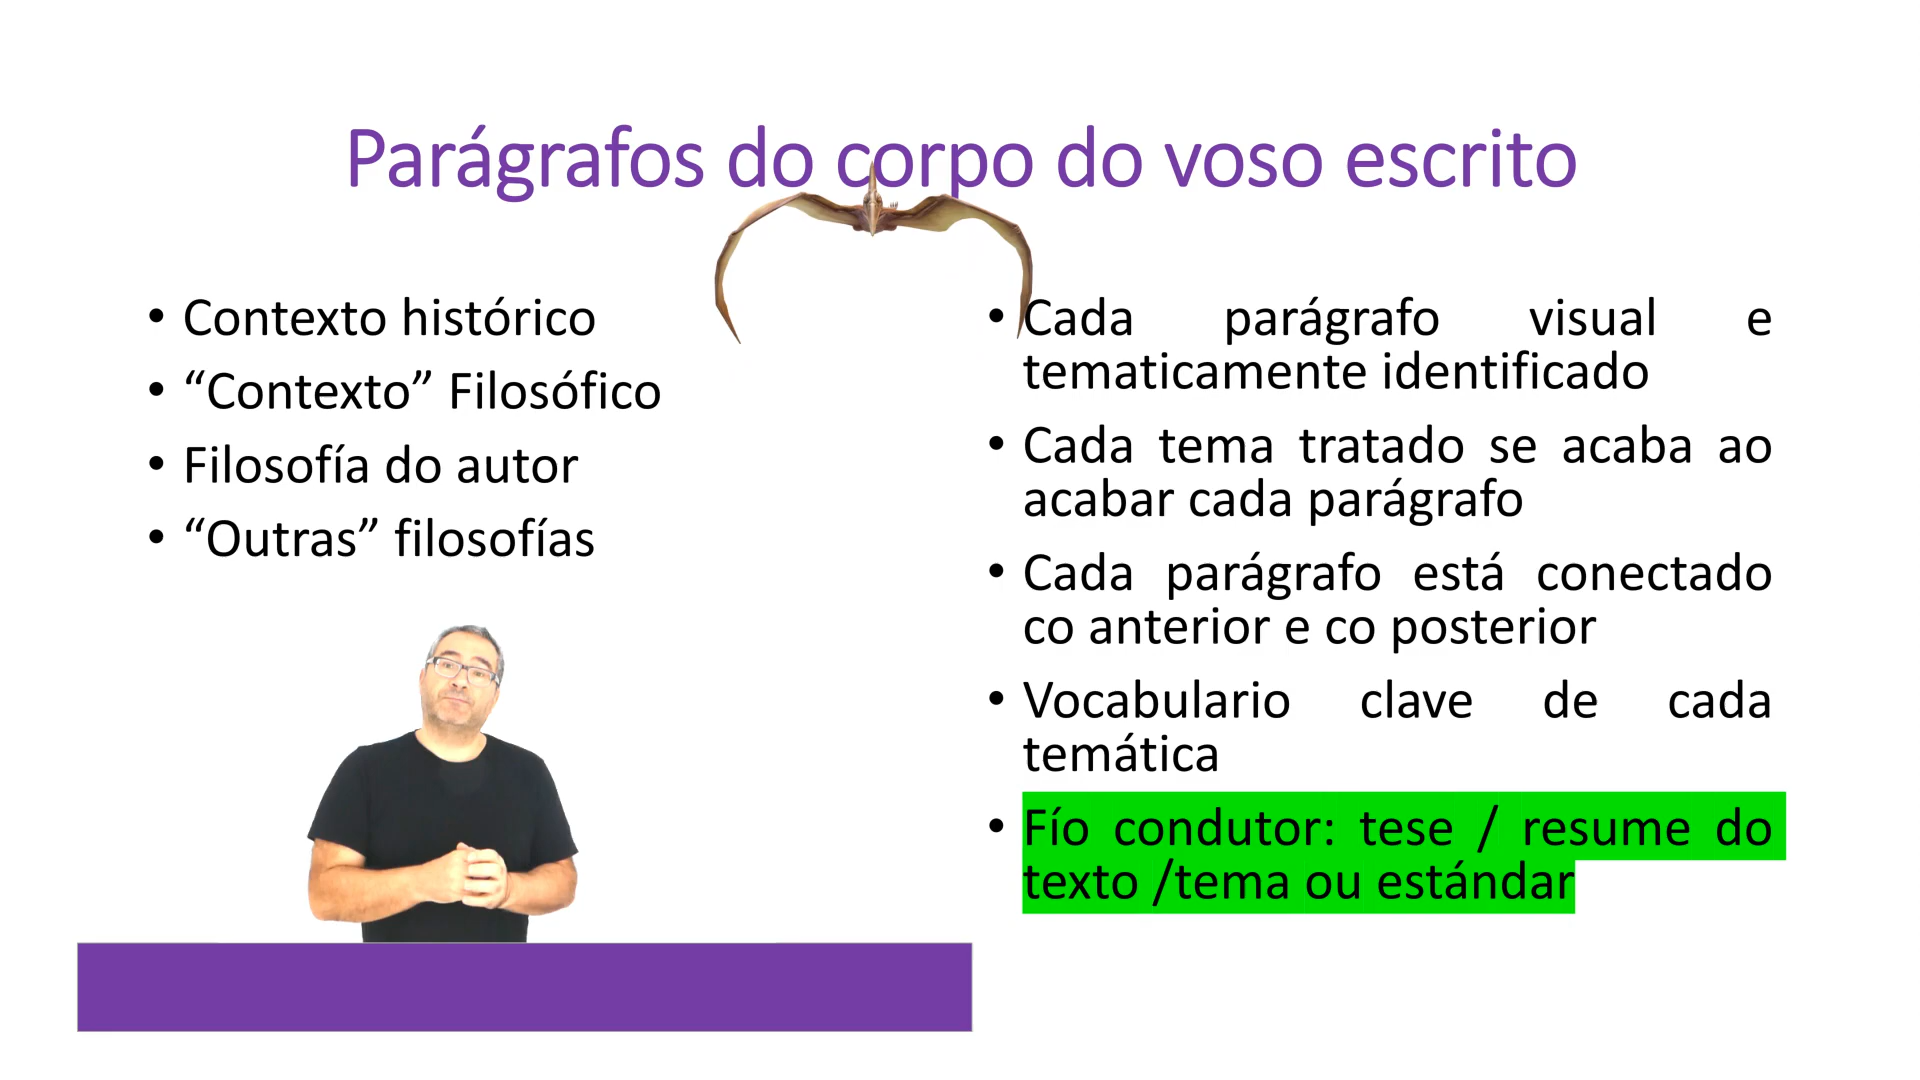 Parágrafos do corpo do voso escrito
• Contexto histórico
• “Contexto” Filosófico
• Filosofía do autor
• “Outras” filosofías
• Cada parágrafo visual e
tematicamente identificado
• Cada tema tratado se acaba ao
acabar cada parágrafo
• Cada parágrafo está conectado
co anterior e co posterior
• Vocabulario clave de cada
temática
• Fío condutor: tese / resume do
texto /tema ou estándar